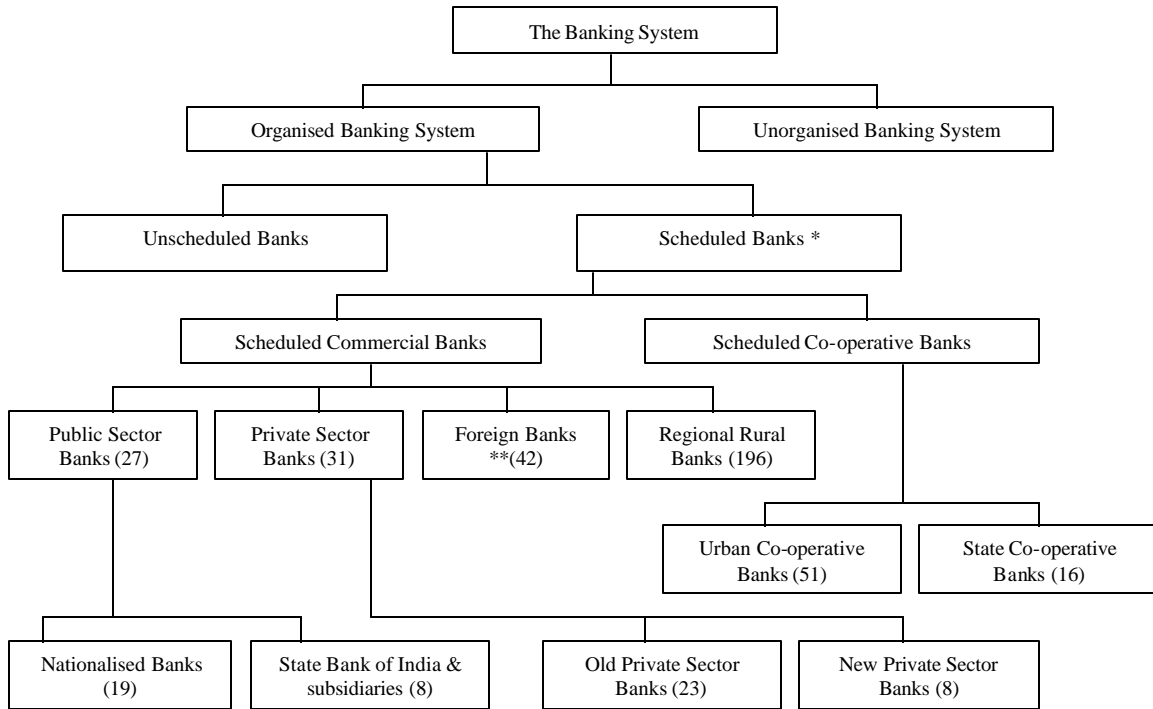 The Banking System
Organised Banking System
Unorganised Banking System
Unscheduled Banks
Scheduled Banks *
Scheduled Commercial Banks
Scheduled Co-operative Banks
Public Sector
Banks (27)
Private Sector
Banks (31)
Foreign Banks
**(42)
Regional Rural
Banks (196)
Urban Co-operative
Banks (51)
State Co-operative
Banks (16)
Nationalised Banks
(19)
State Bank of India &
subsidiaries (8)
Old Private Sector
Banks (23)
New Private Sector
Banks (8)